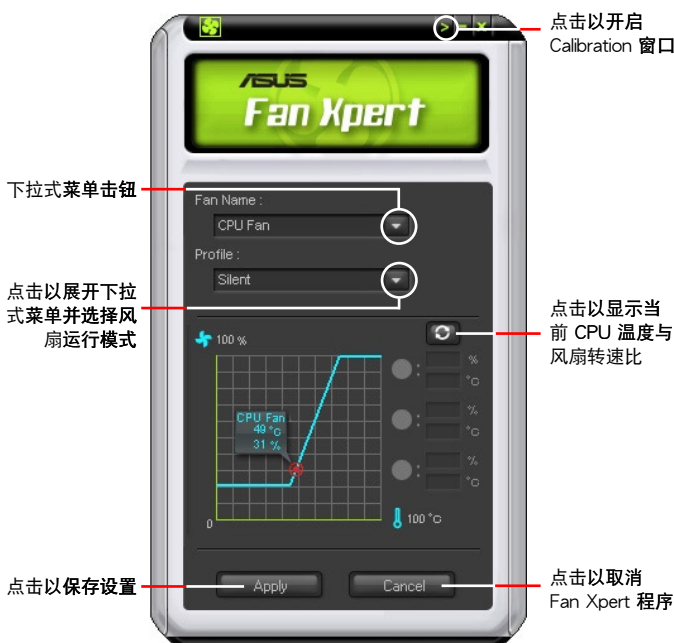 点击以开启
Calibration 窗口
ASUS
Fan Xpert
下拉式菜单击钮
Fan Name :
CPU Fan
Profile :
Silent
点击以展开下拉
式菜单并选择风
扇运行模式
点击以显示当
前 CPU 温度与
风扇转速比
100 %
%
°C
CPU Fan
49 °C
31 %
%
°C
%
°C
0
100 °C
点击以保存设置
Apply
Cancel
点击以取消
Fan Xpert 程序